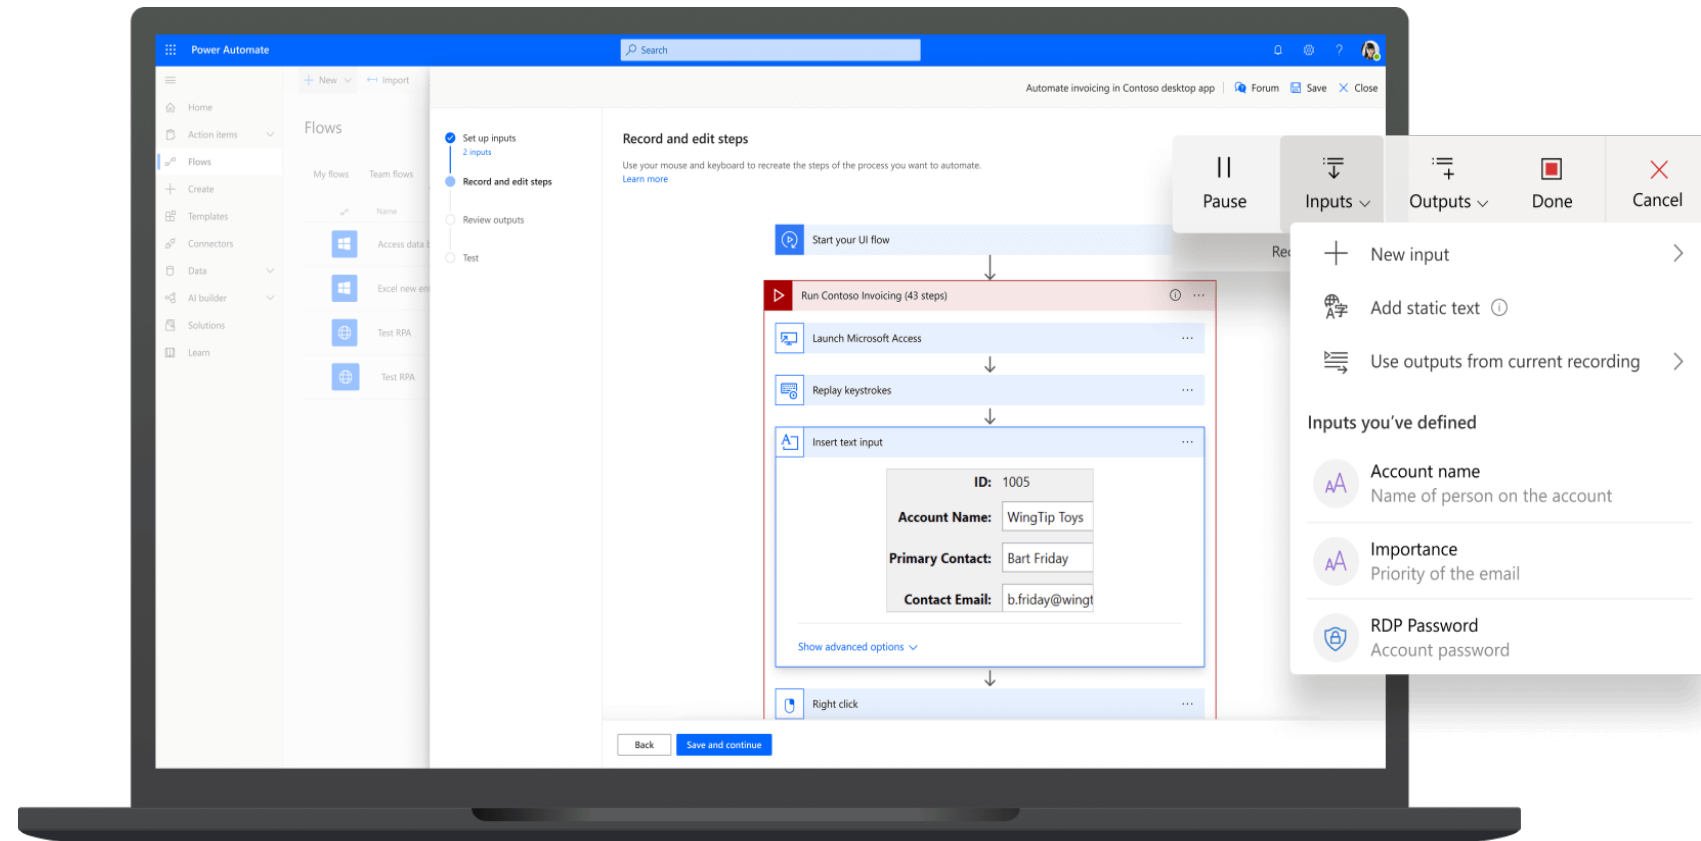 Power Automate
Search
?
New
Import
Automate invoicing in Contoso desktop app
Forum
Save
Close
Home
Action items
Flows
Create
Templates
Connectors
Data
AI builder
Solutions
Learn
Flows
My flows
Team flows
Name
Access data
Excel new
Test RPA
Test RPA
Set up inputs
2 inputs
Record and edit steps
Review outputs
Test
Record and edit steps
Use your mouse and keyboard to recreate the steps of the process you want to automate.
Learn more
Start your UI flow
Run Contoso Invoicing (43 steps)
Launch Microsoft Access
Replay keystrokes
Insert text input
ID: 1005
Account Name: WingTip Toys
Primary Contact: Bart Friday
Contact Email: b.friday@wingt
Show advanced options
Right click
Back
Save and continue
Pause
Inputs
Outputs
Done
Cancel
Rec
New input
Add static text
Use outputs from current recording
Inputs you've defined
Account name
Name of person on the account
Importance
Priority of the email
RDP Password
Account password